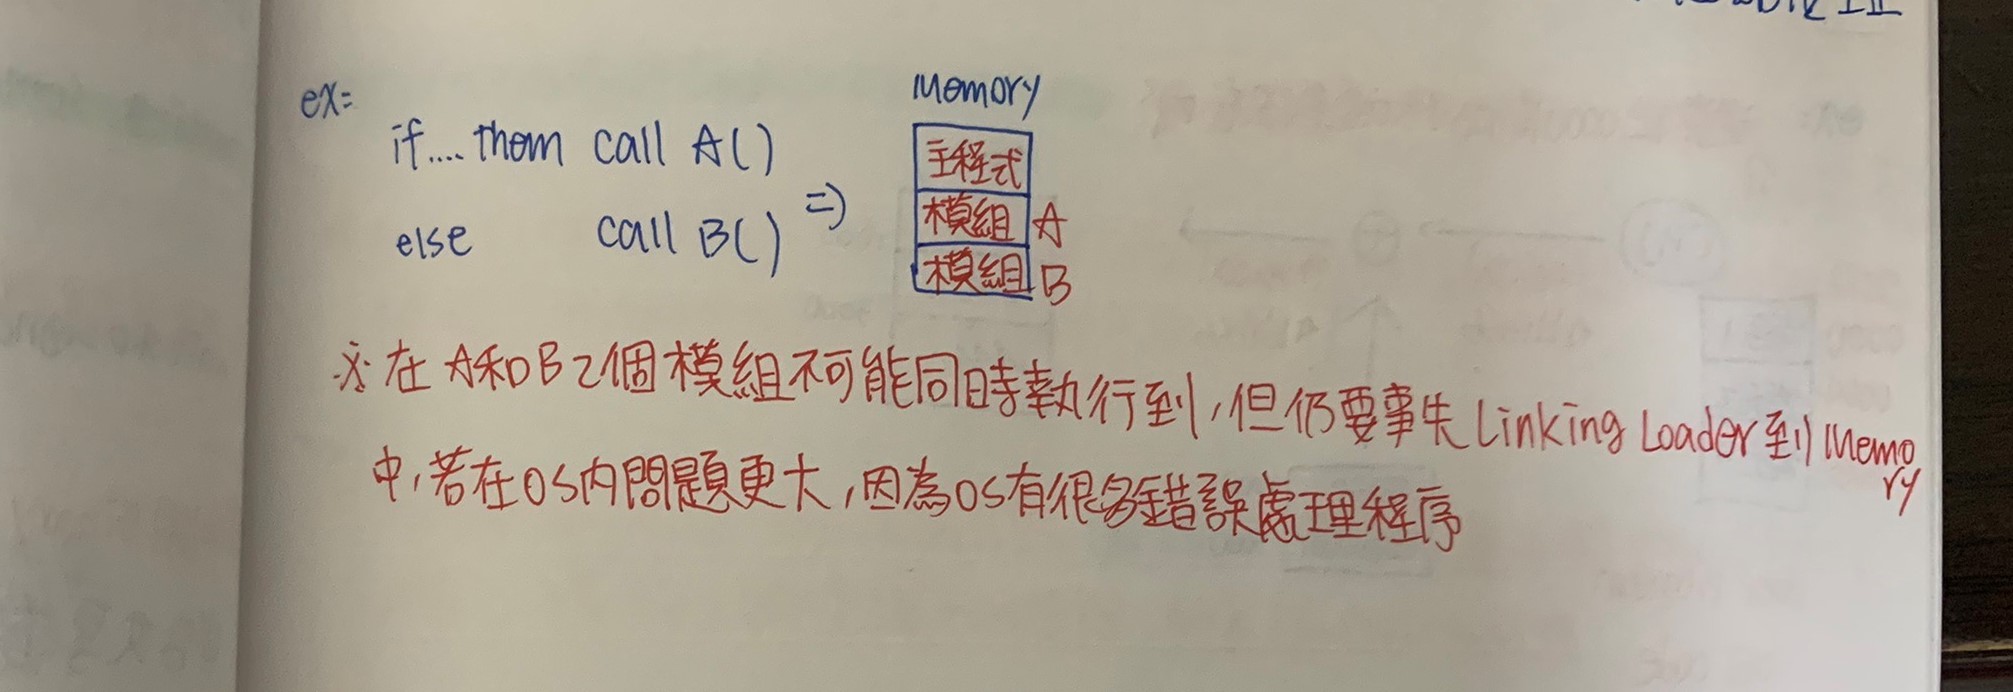 ex=
Memory
if.... them call A()
else call B() =>
主程式
模組 A
模組 B
※在A和B2個模組不可能同時執行到,但仍要事失Linking Loader到Memo
ry
中,若在OS內問題更大,因為OS有很多錯誤處理程序